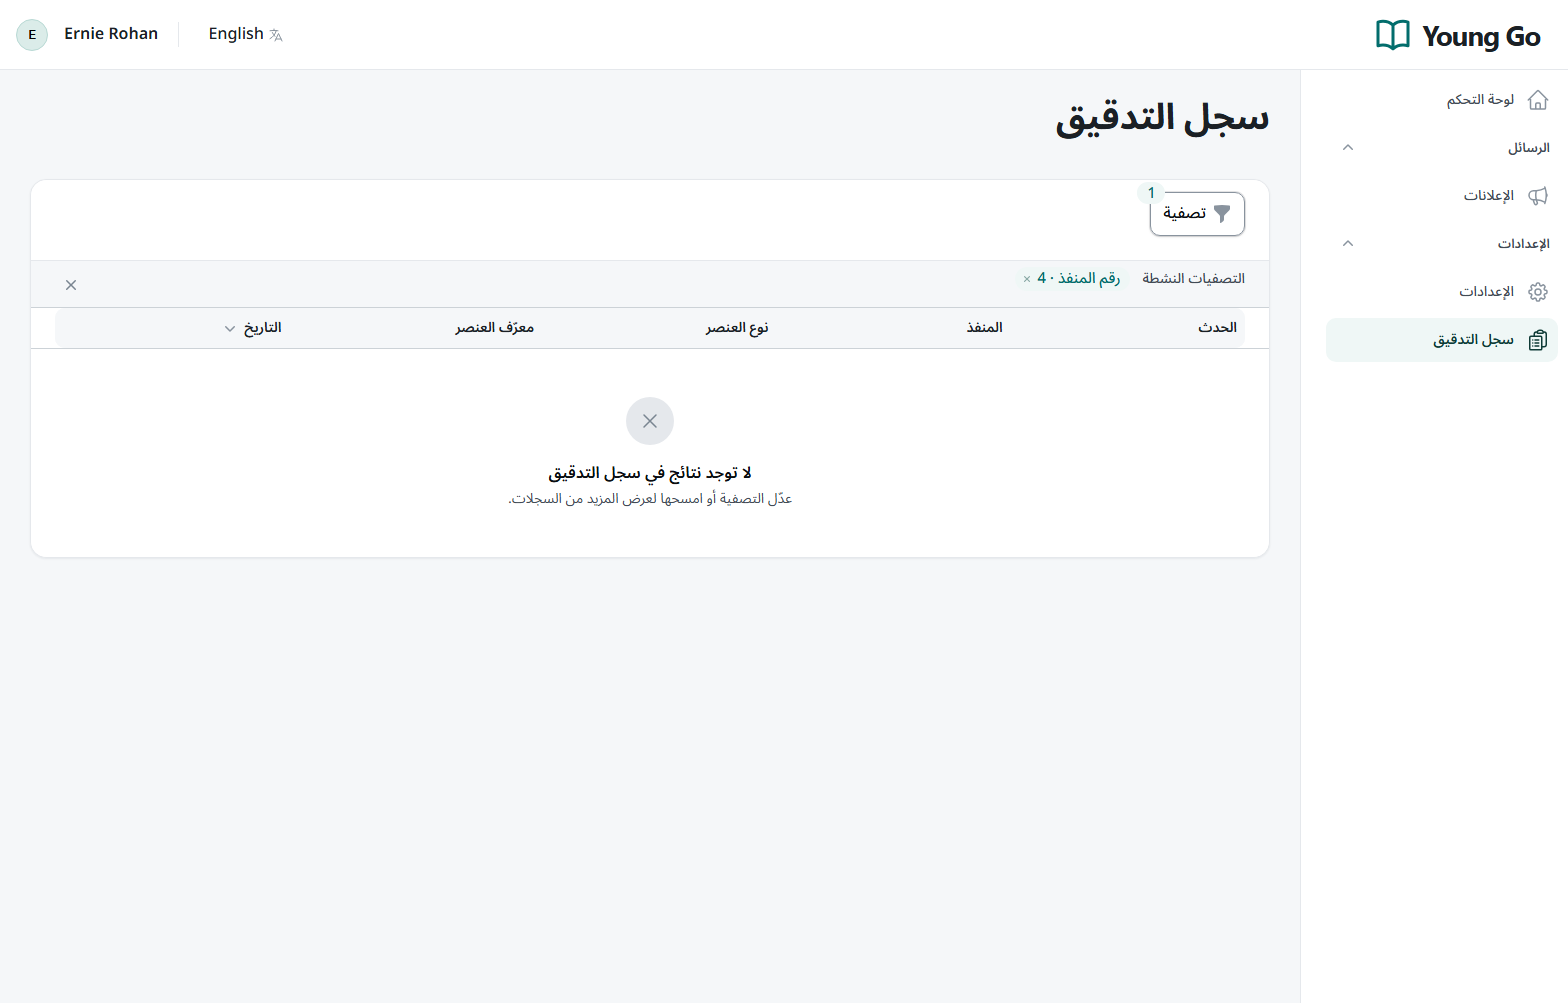 Young Go
English
Ernie Rohan
E
لوحة التحكم
الرسائل
الإعلانات
الإعدادات
الإعدادات
سجل التدقيق
سجل التدقيق
تصفية
1
التصفيات النشطة
رقم المنفذ · 4 ×
الحدث المنفذ نوع العنصر معرّف العنصر التاريخ
لا توجد نتائج في سجل التدقيق
عدّل التصفية أو امسحها لعرض المزيد من السجلات.